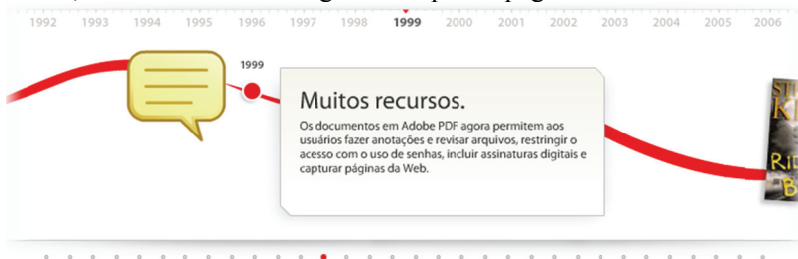 1992 1993 1994 1995 1996 1997 1998 1999 2000 2001 2002 2003 2004 2005 2006
1999
Muitos recursos.
Os documentos em Adobe PDF agora permitem aos
usuários fazer anotações e revisar arquivos, restringir o
acesso com o uso de senhas, incluir assinaturas digitais e
capturar páginas da Web.